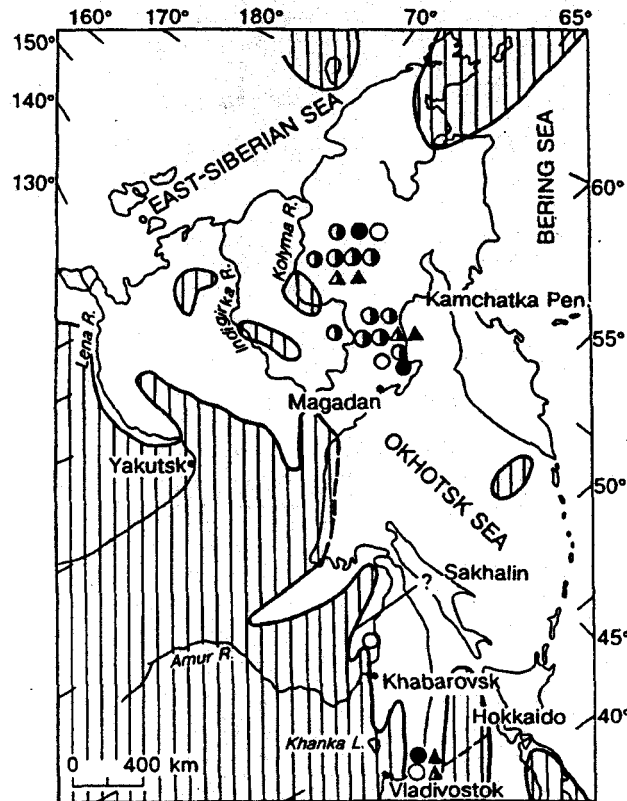 160° 170° 180° 70° 65°
150°
140°
130°
EAST-SIBERIAN SEA
BERING SEA
60°
Kolyma R.
Indigirka R.
Lena R.
Kamchatka Pen.
55°
Magadan
Yakutsk
OKHOTSK SEA
50°
? Sakhalin
45°
Amur R.
Khabarovsk
Hokkaido
40°
Khanka L.
0 400 km
Vladivostok